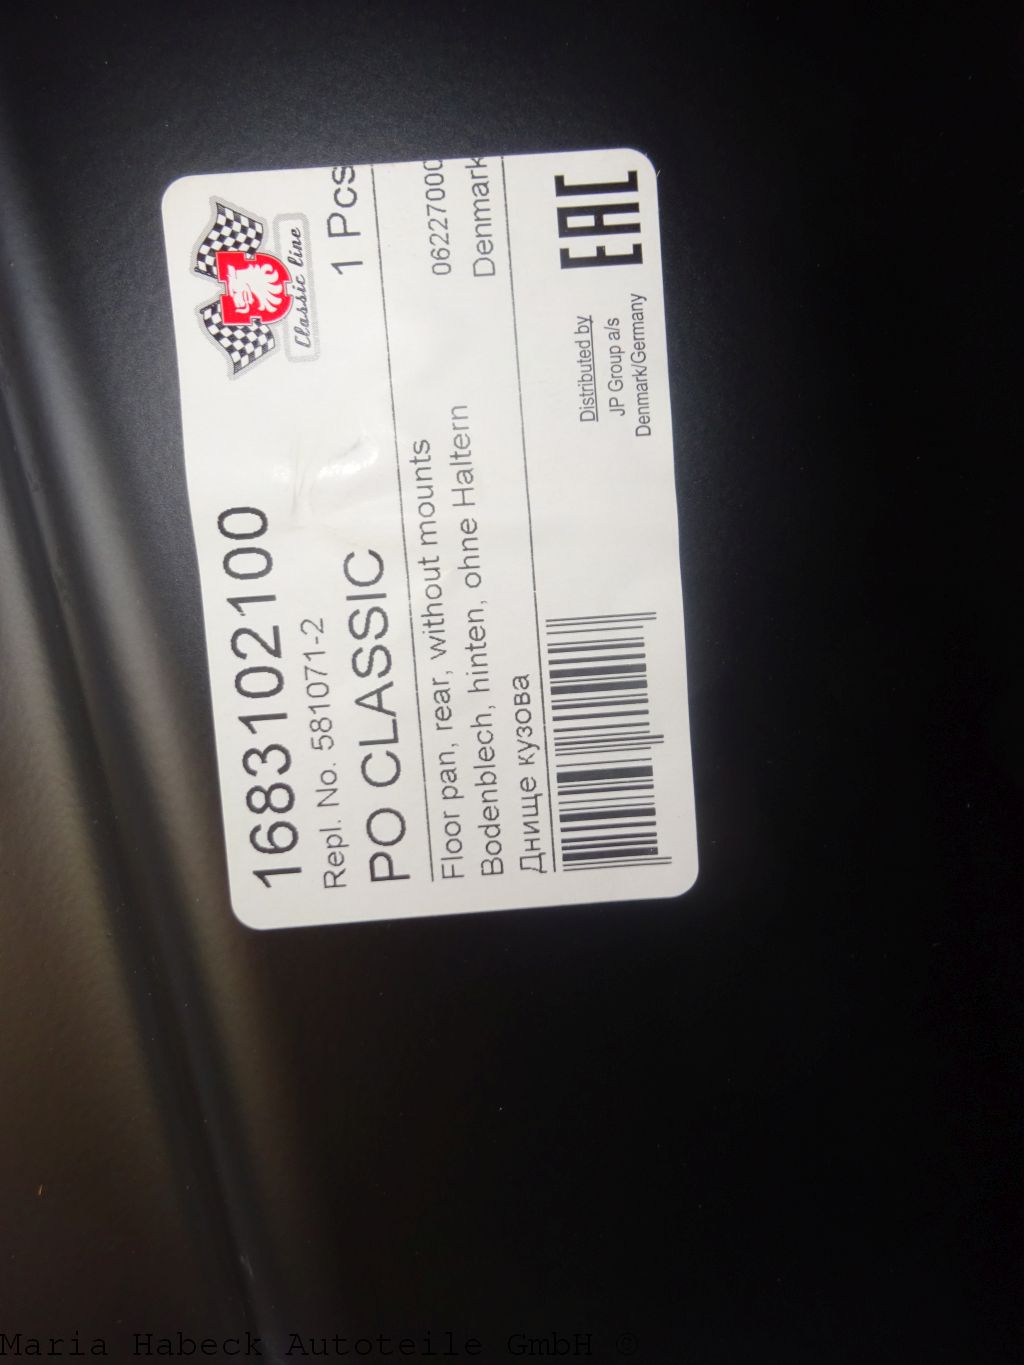 1683102100
Repl. No. 581071-2
PO CLASSIC
Classic line
1 Pcs
Floor pan, rear, without mounts
Bodenblech, hinten, ohne Haltern
Днище кузова
06227000
Denmark
Distributed by
JP Group a/s
Denmark/Germany
EAC
Maria Habeck Autoteile GmbH ©